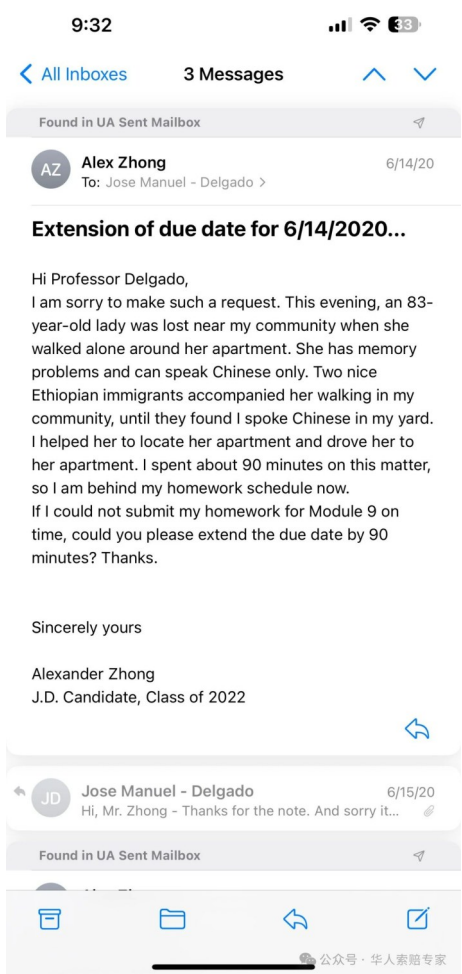 9:32
33
All Inboxes
3 Messages
Found in UA Sent Mailbox
AZ
Alex Zhong
6/14/20
To: Jose Manuel - Delgado >
Extension of due date for 6/14/2020...
Hi Professor Delgado,
I am sorry to make such a request. This evening, an 83-
year-old lady was lost near my community when she
walked alone around her apartment. She has memory
problems and can speak Chinese only. Two nice
Ethiopian immigrants accompanied her walking in my
community, until they found I spoke Chinese in my yard.
I helped her to locate her apartment and drove her to
her apartment. I spent about 90 minutes on this matter,
so I am behind my homework schedule now.
If I could not submit my homework for Module 9 on
time, could you please extend the due date by 90
minutes? Thanks.
Sincerely yours
Alexander Zhong
J.D. Candidate, Class of 2022
JD
Jose Manuel - Delgado
6/15/20
Hi, Mr. Zhong - Thanks for the note. And sorry it...
Found in UA Sent Mailbox
公众号 · 华人索赔专家